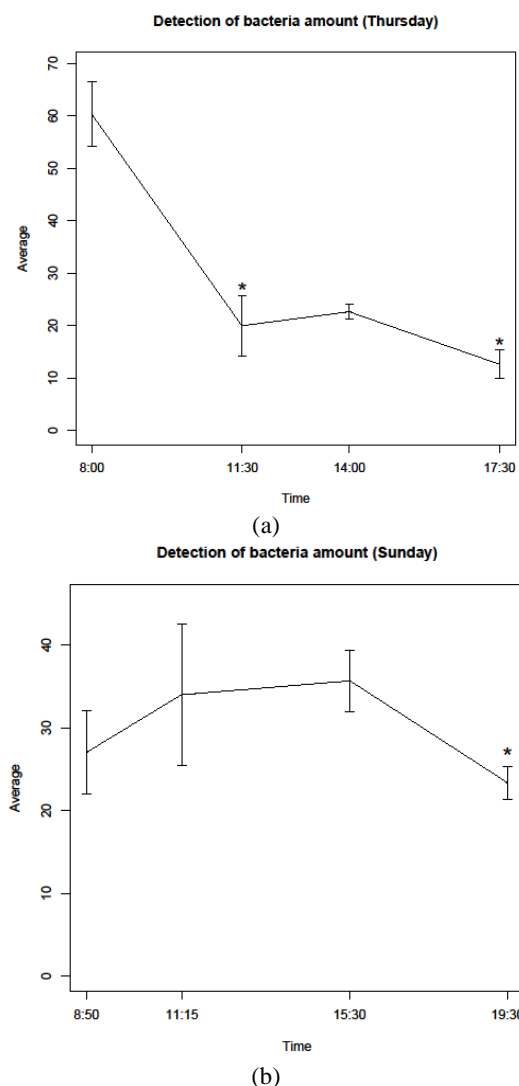 Detection of bacteria amount (Thursday)
70
60
50
40
30
20
10
0
Average
*
*
8:00 11:30 14:00 17:30
Time
(a)
Detection of bacteria amount (Sunday)
40
30
20
10
0
Average
*
8:50 11:15 15:30 19:30
Time
(b)